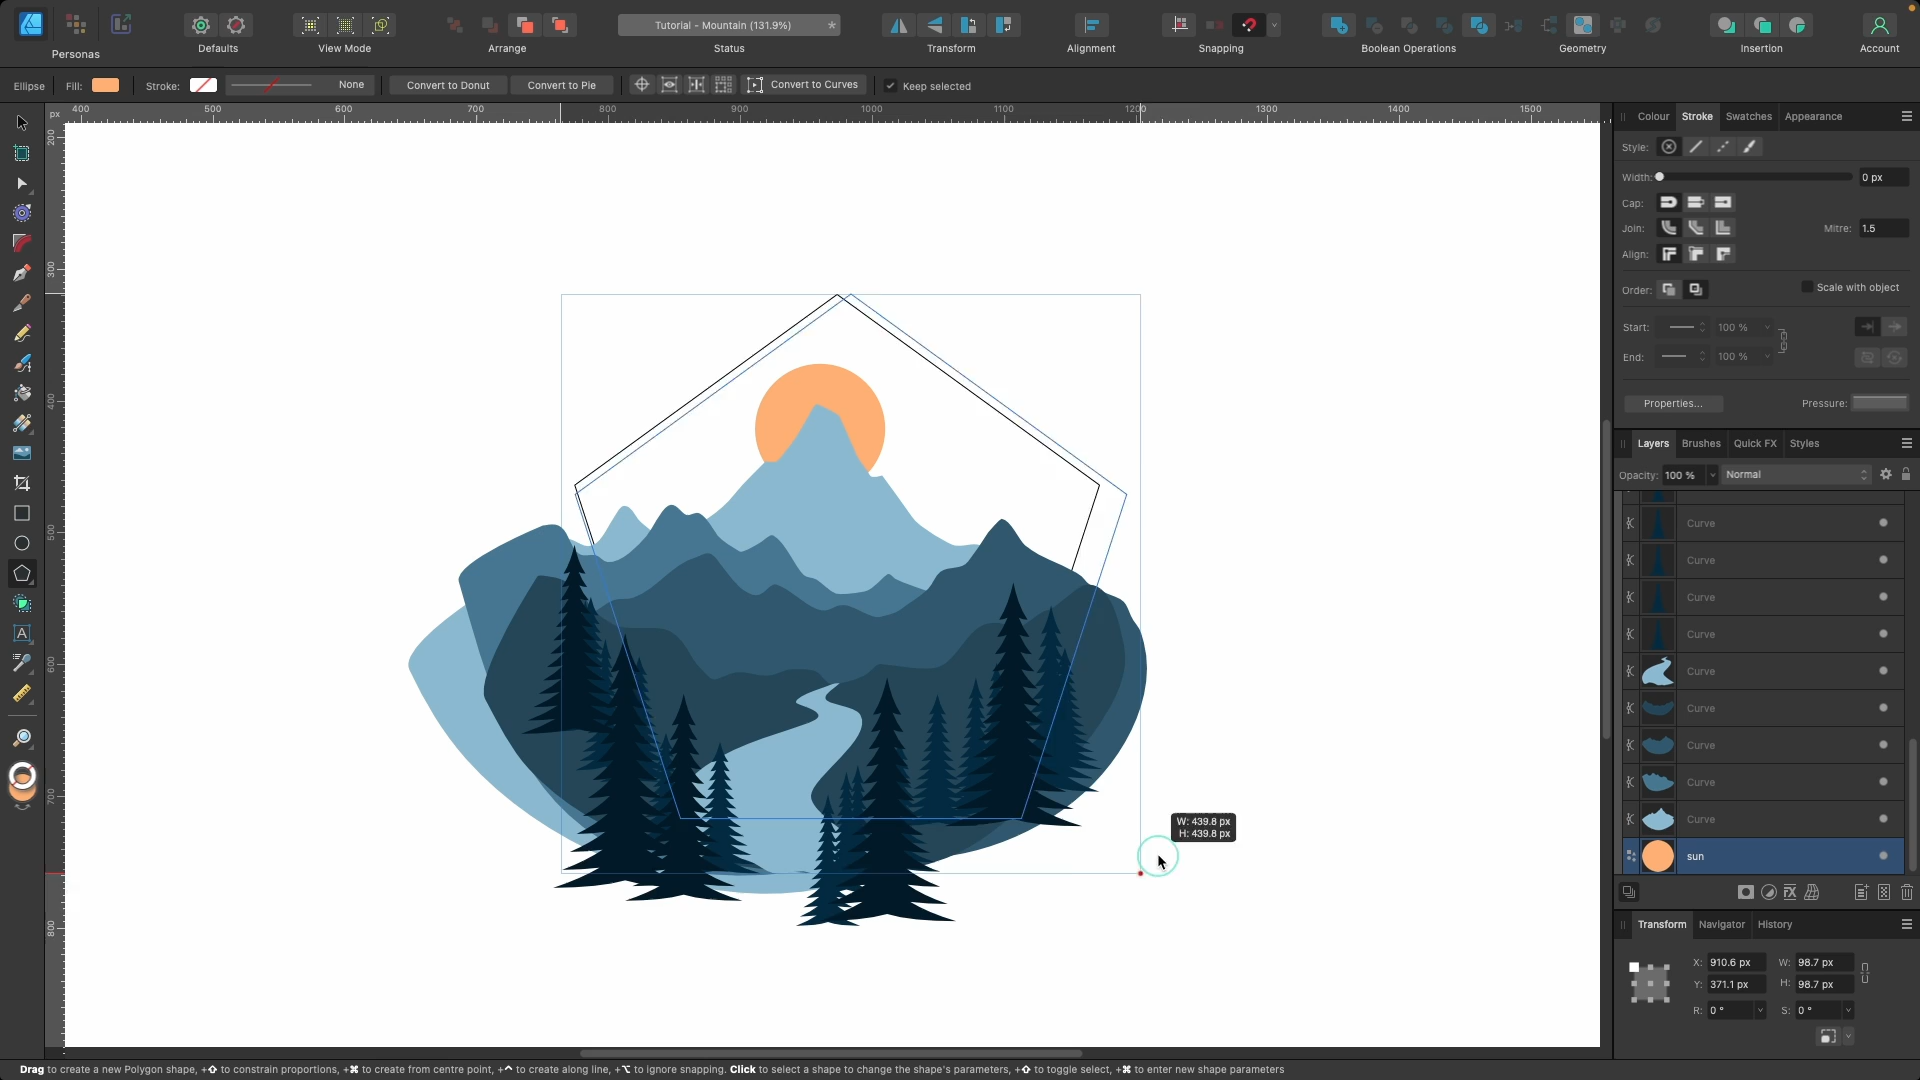 Personas
Defaults
View Mode
Arrange
Tutorial - Mountain (131.9%)
*
Status
Transform
Alignment
Snapping
Boolean Operations
Geometry
Insertion
Account
Ellipse
Fill:
Stroke:
None
Convert to Donut
Convert to Pie
Convert to Curves
Keep selected
px
400
500
600
700
800
900
1000
1100
1200
1300
1400
1500
200
300
400
500
600
700
800
W: 439.8 px
H: 439.8 px
Colour
Stroke
Swatches
Appearance
Style:
Width:
0 px
Cap:
Join:
Mitre:
1.5
Align:
Order:
Scale with object
Start:
100 %
End:
100 %
Properties...
Pressure:
Layers
Brushes
Quick FX
Styles
Opacity:
100 %
Normal
Curve
Curve
Curve
Curve
Curve
Curve
Curve
Curve
Curve
sun
Transform
Navigator
History
X: 910.6 px
W: 98.7 px
Y: 371.1 px
H: 98.7 px
R: 0 °
S: 0 °
Drag to create a new Polygon shape, +⇧ to constrain proportions, +⌘ to create from centre point, +⌃ to create along line, +⌥ to ignore snapping. Click to select a shape to change the shape's parameters, +⇧ to toggle select, +⌘ to enter new shape parameters